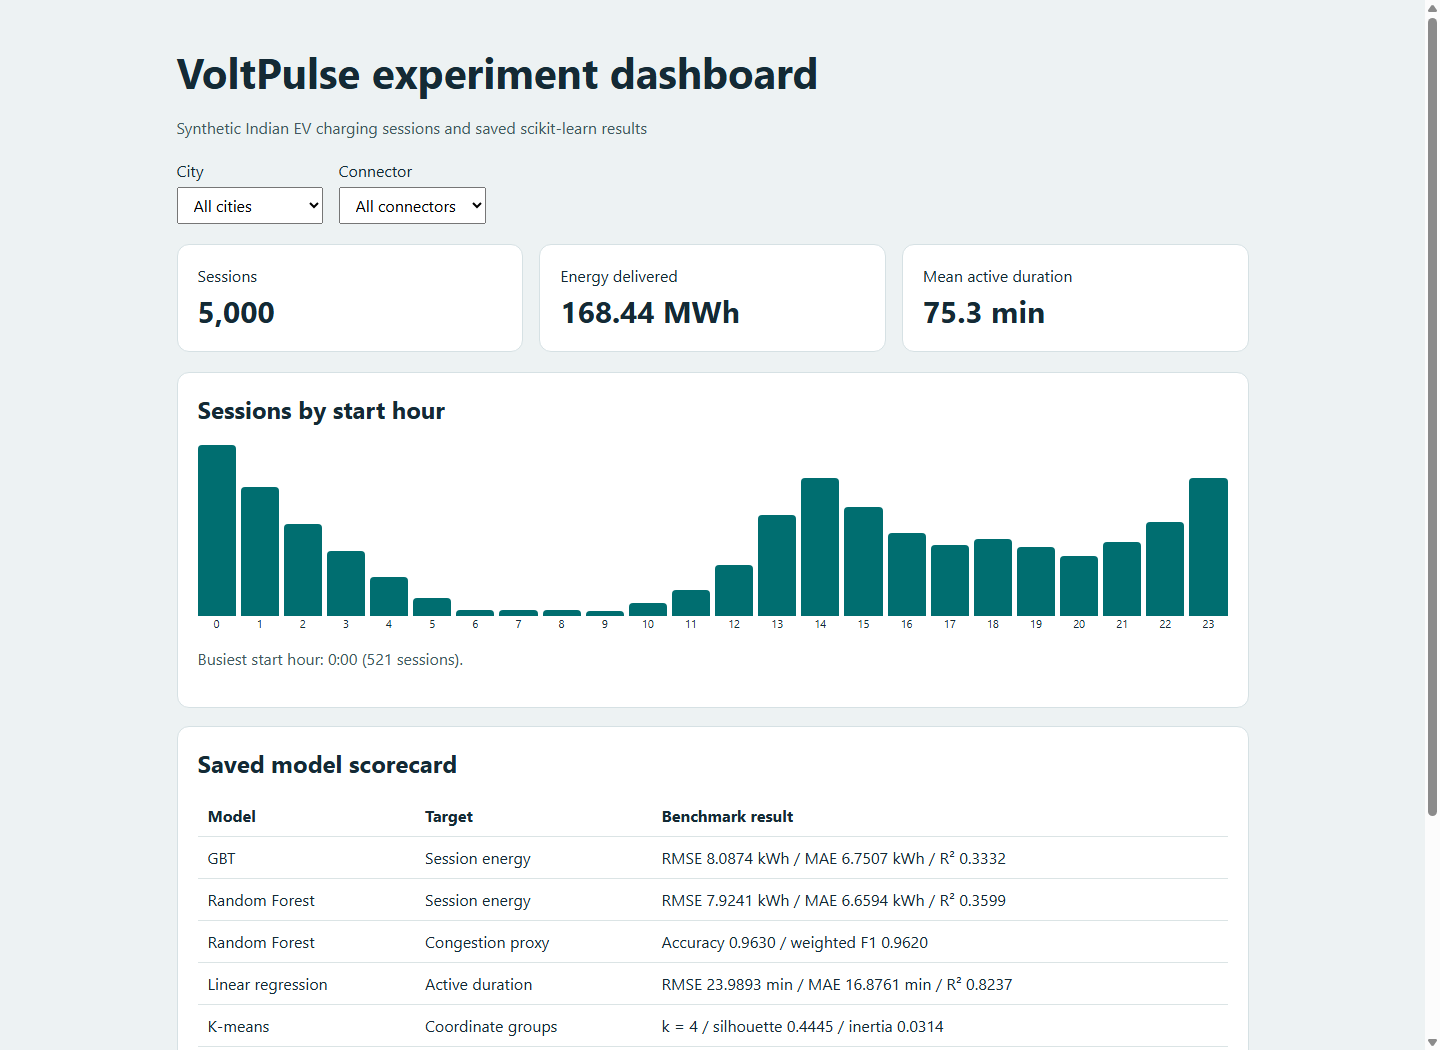 VoltPulse experiment dashboard
Synthetic Indian EV charging sessions and saved scikit-learn results
City Connector
All cities All connectors
Sessions Energy delivered Mean active duration
5,000 168.44 MWh 75.3 min
Sessions by start hour
0 1 2 3 4 5 6 7 8 9 10 11 12 13 14 15 16 17 18 19 20 21 22 23
Busiest start hour: 0:00 (521 sessions).
Saved model scorecard
Model Target Benchmark result
GBT Session energy RMSE 8.0874 kWh / MAE 6.7507 kWh / R² 0.3332
Random Forest Session energy RMSE 7.9241 kWh / MAE 6.6594 kWh / R² 0.3599
Random Forest Congestion proxy Accuracy 0.9630 / weighted F1 0.9620
Linear regression Active duration RMSE 23.9893 min / MAE 16.8761 min / R² 0.8237
K-means Coordinate groups k = 4 / silhouette 0.4445 / inertia 0.0314